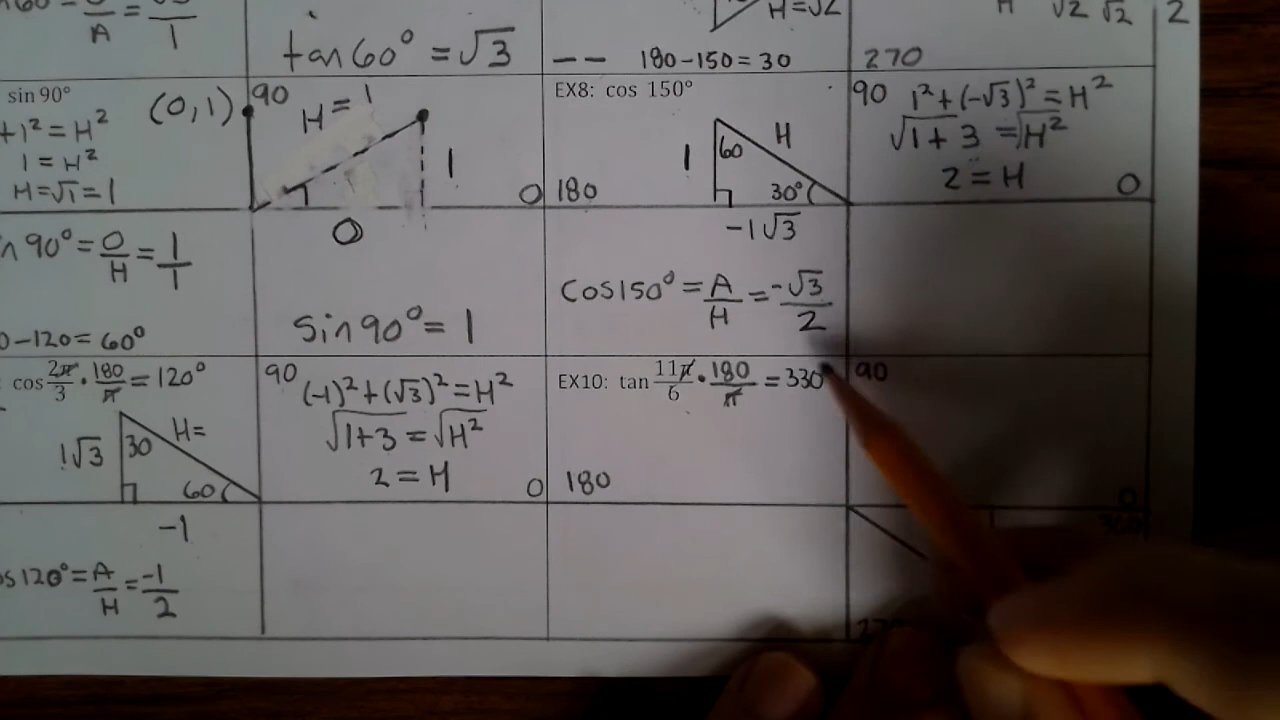 A 1
tan 60° = √3
H=√2
-- 180-150=30
270
√2 √2 2
sin 90°
+1² = H²
1 = H²
H=√1=1
(0,1)
90
H = 1
1
0
0
EX8: cos 150°
1
60
H
30°
180
-1√3
90
1² + (-√3)² = H²
√1+3 = √H²
2 = H
0
n 90° = O/H = 1/1
sin 90° = 1
cos150° = A/H = -√3/2
0-120=60°
cos 2π/3 · 180/π = 120°
1√3
30
H=
60
-1
90
(-1)² + (√3)² = H²
√1+3 = √H²
2 = H
0
EX10: tan 11π/6 · 180/π = 330°
180
90
0
os 120° = A/H = -1/2